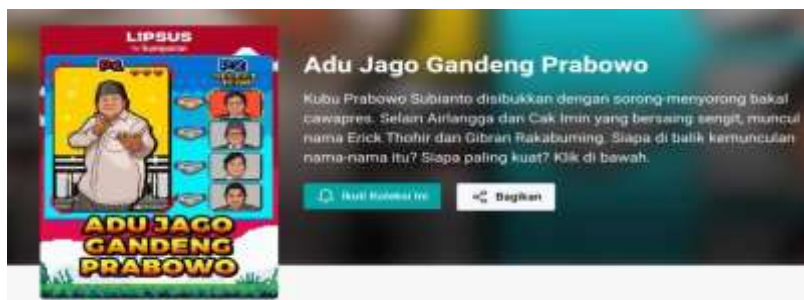 LIPSUS
kumparan
P1
P2
ADU JAGO
GANDENG
PRABOWO
Adu Jago Gandeng Prabowo
Kubu Prabowo Subianto disibukkan dengan sorong-menyorong bakal
cawapres. Selain Airlangga dan Cak Imin yang bersaing sengit, muncul
nama Erick Thohir dan Gibran Rakabuming. Siapa di balik kemunculan
nama-nama itu? Siapa paling kuat? Klik di bawah.
Ikuti Koleksi Ini
Bagikan